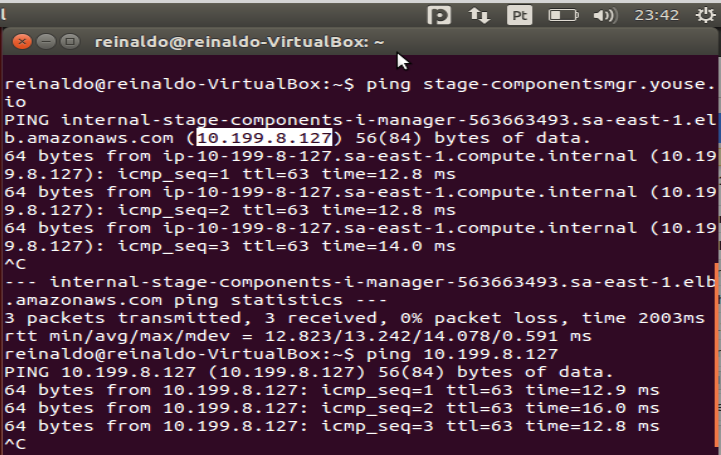 l
p Pt 23:42
reinaldo@reinaldo-VirtualBox: ~
reinaldo@reinaldo-VirtualBox:~$ ping stage-componentsmgr.youse.
io
PING internal-stage-components-i-manager-563663493.sa-east-1.el
b.amazonaws.com (10.199.8.127) 56(84) bytes of data.
64 bytes from ip-10-199-8-127.sa-east-1.compute.internal (10.19
9.8.127): icmp_seq=1 ttl=63 time=12.8 ms
64 bytes from ip-10-199-8-127.sa-east-1.compute.internal (10.19
9.8.127): icmp_seq=2 ttl=63 time=12.8 ms
64 bytes from ip-10-199-8-127.sa-east-1.compute.internal (10.19
9.8.127): icmp_seq=3 ttl=63 time=14.0 ms
^C
--- internal-stage-components-i-manager-563663493.sa-east-1.elb
.amazonaws.com ping statistics ---
3 packets transmitted, 3 received, 0% packet loss, time 2003ms
rtt min/avg/max/mdev = 12.823/13.242/14.078/0.591 ms
reinaldo@reinaldo-VirtualBox:~$ ping 10.199.8.127
PING 10.199.8.127 (10.199.8.127) 56(84) bytes of data.
64 bytes from 10.199.8.127: icmp_seq=1 ttl=63 time=12.9 ms
64 bytes from 10.199.8.127: icmp_seq=2 ttl=63 time=16.0 ms
64 bytes from 10.199.8.127: icmp_seq=3 ttl=63 time=12.8 ms
^C